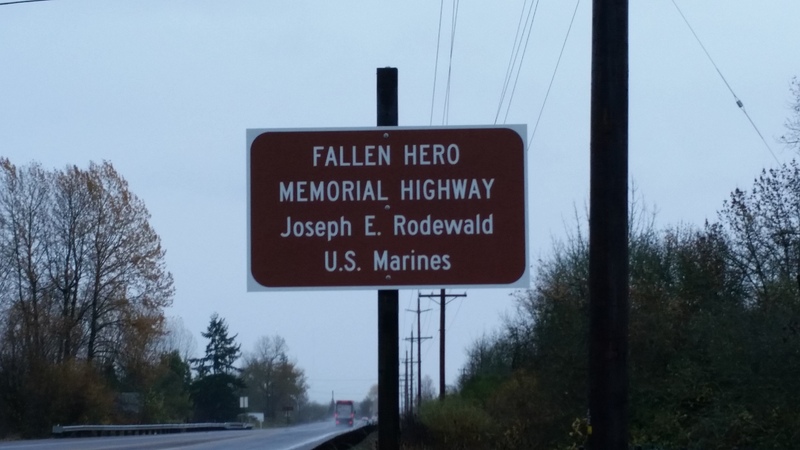 FALLEN HERO
MEMORIAL HIGHWAY
Joseph E. Rodewald
U.S. Marines